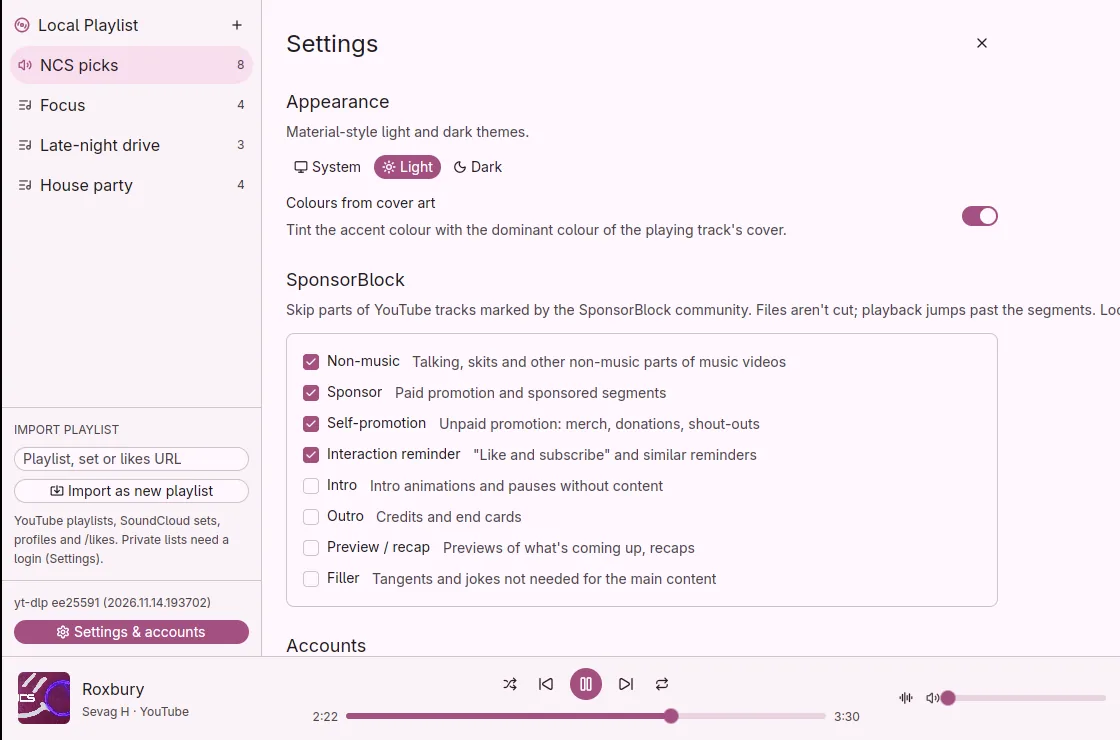 Local Playlist
NCS picks 8
Focus 4
Late-night drive 3
House party 4
IMPORT PLAYLIST
Playlist, set or likes URL
Import as new playlist
YouTube playlists, SoundCloud sets,
profiles and /likes. Private lists need a
login (Settings).
yt-dlp ee25591 (2026.11.14.193702)
Settings & accounts
Settings
Appearance
Material-style light and dark themes.
System Light Dark
Colours from cover art
Tint the accent colour with the dominant colour of the playing track's cover.
SponsorBlock
Skip parts of YouTube tracks marked by the SponsorBlock community. Files aren't cut; playback jumps past the segments. Loc
Non-music Talking, skits and other non-music parts of music videos
Sponsor Paid promotion and sponsored segments
Self-promotion Unpaid promotion: merch, donations, shout-outs
Interaction reminder "Like and subscribe" and similar reminders
Intro Intro animations and pauses without content
Outro Credits and end cards
Preview / recap Previews of what's coming up, recaps
Filler Tangents and jokes not needed for the main content
Accounts
Roxbury
Sevag H · YouTube
2:22
3:30